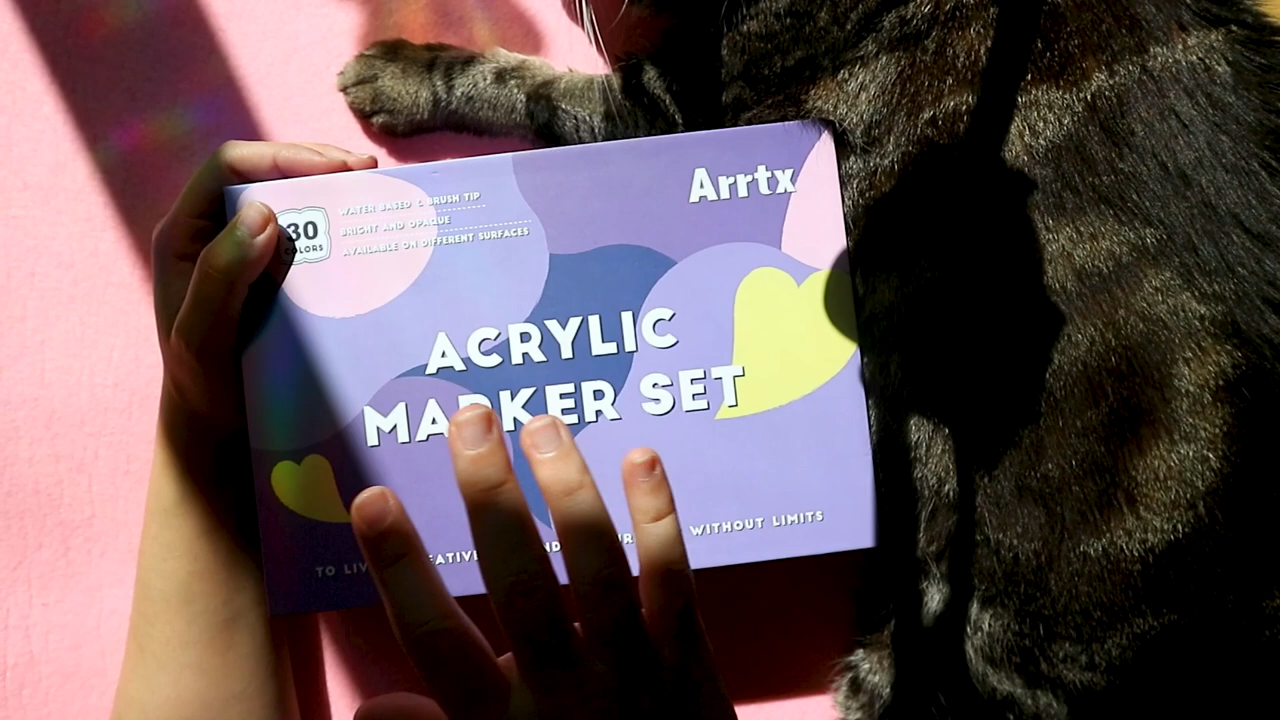 Arrtx
30
COLORS
WATER BASED & BRUSH TIP
BRIGHT AND OPAQUE
AVAILABLE ON DIFFERENT SURFACES
ACRYLIC
MARKER SET
TO WITHOUT LIMITS